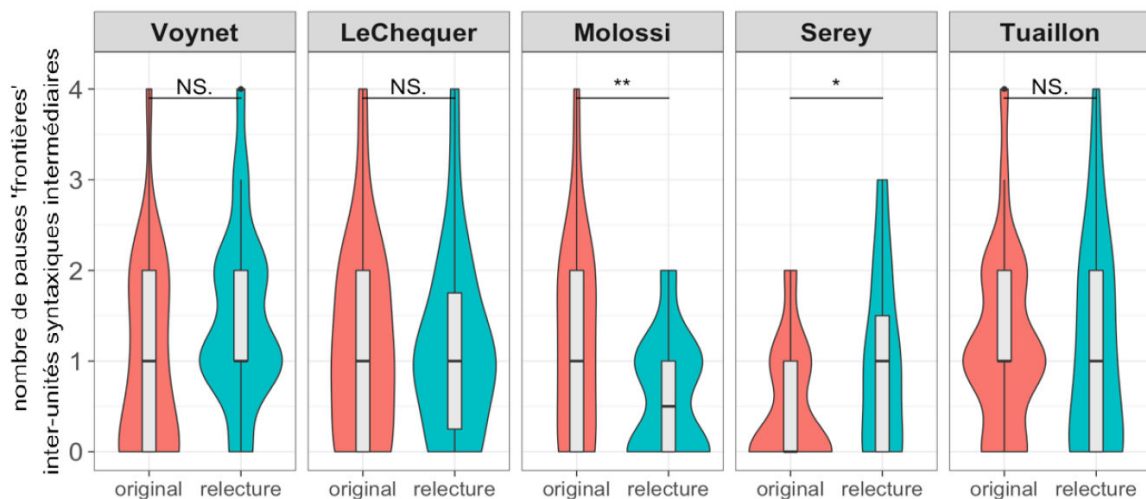 Voynet LeChequer Molossi Serey Tuaillon
nombre de pauses 'frontières'
inter-unités syntaxiques intermédiaires
4
3
2
1
0
NS. NS. ** * NS.
original relecture original relecture original relecture original relecture original relecture